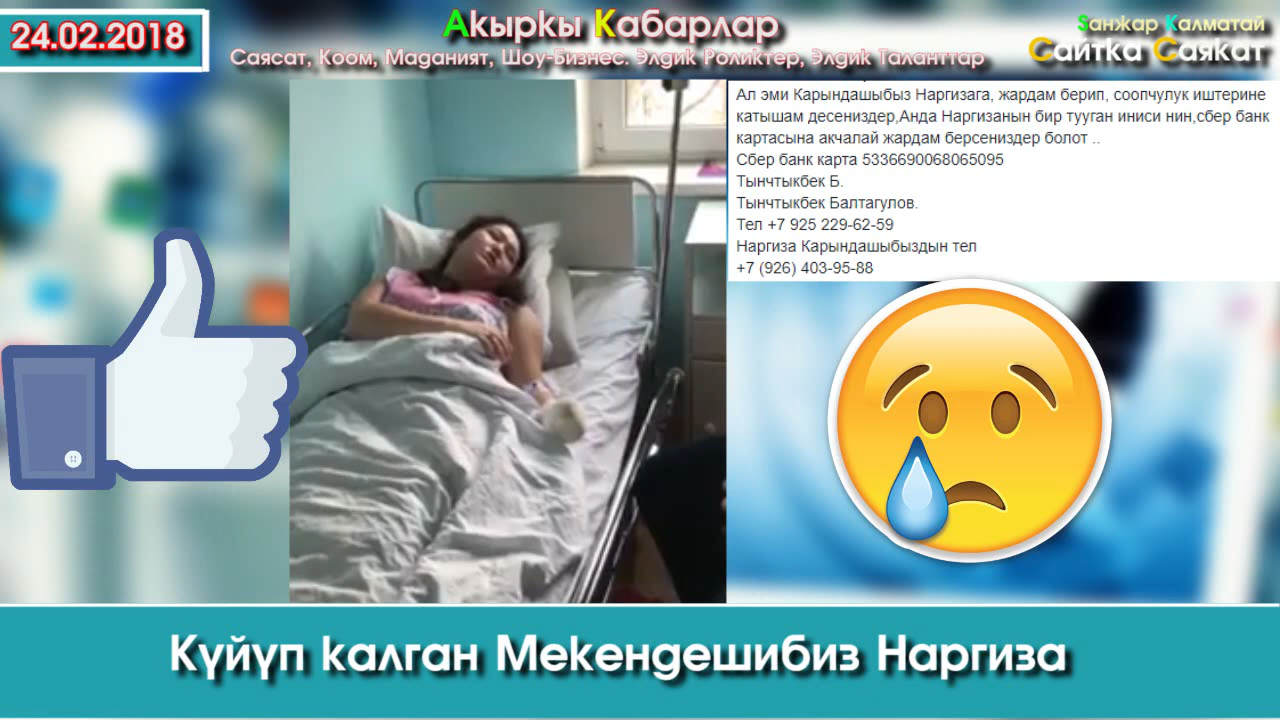 24.02.2018
Акыркы Кабарлар
Саясат, Коом, Маданият, Шоу-Бизнес. Элдик Роликтер, Элдик Таланттар
Sанжар Калматай
Сайтка Саякат
Ал эми Карындашыбыз Наргизага, жардам берип, соопчулук иштерине
катышам десениздер,Анда Наргизанын бир тууган иниси нин,сбер банк
картасына акчалай жардам берсениздер болот ..
Сбер банк карта 5336690068065095
Тынчтыкбек Б.
Тынчтыкбек Балтагулов.
Тел +7 925 229-62-59
Наргиза Карындашыбыздын тел
+7 (926) 403-95-88
Күйүп калган Мекендешибиз Наргиза